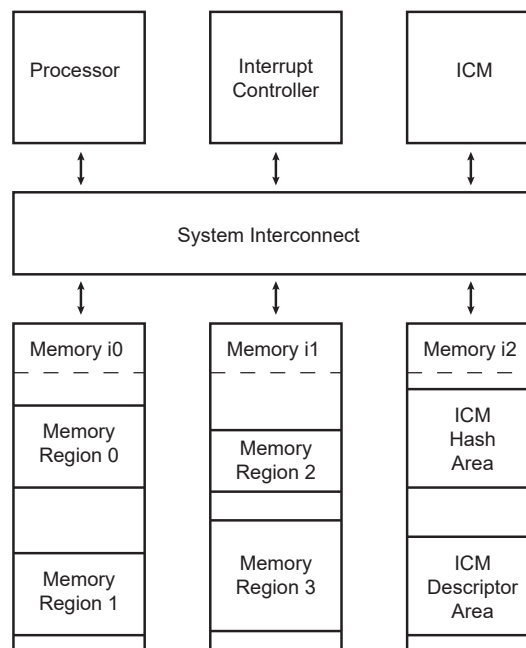 Processor
Interrupt
Controller
ICM
System Interconnect
Memory i0
Memory i1
Memory i2
Memory
Region 0
Memory
Region 2
ICM
Hash
Area
Memory
Region 1
Memory
Region 3
ICM
Descriptor
Area